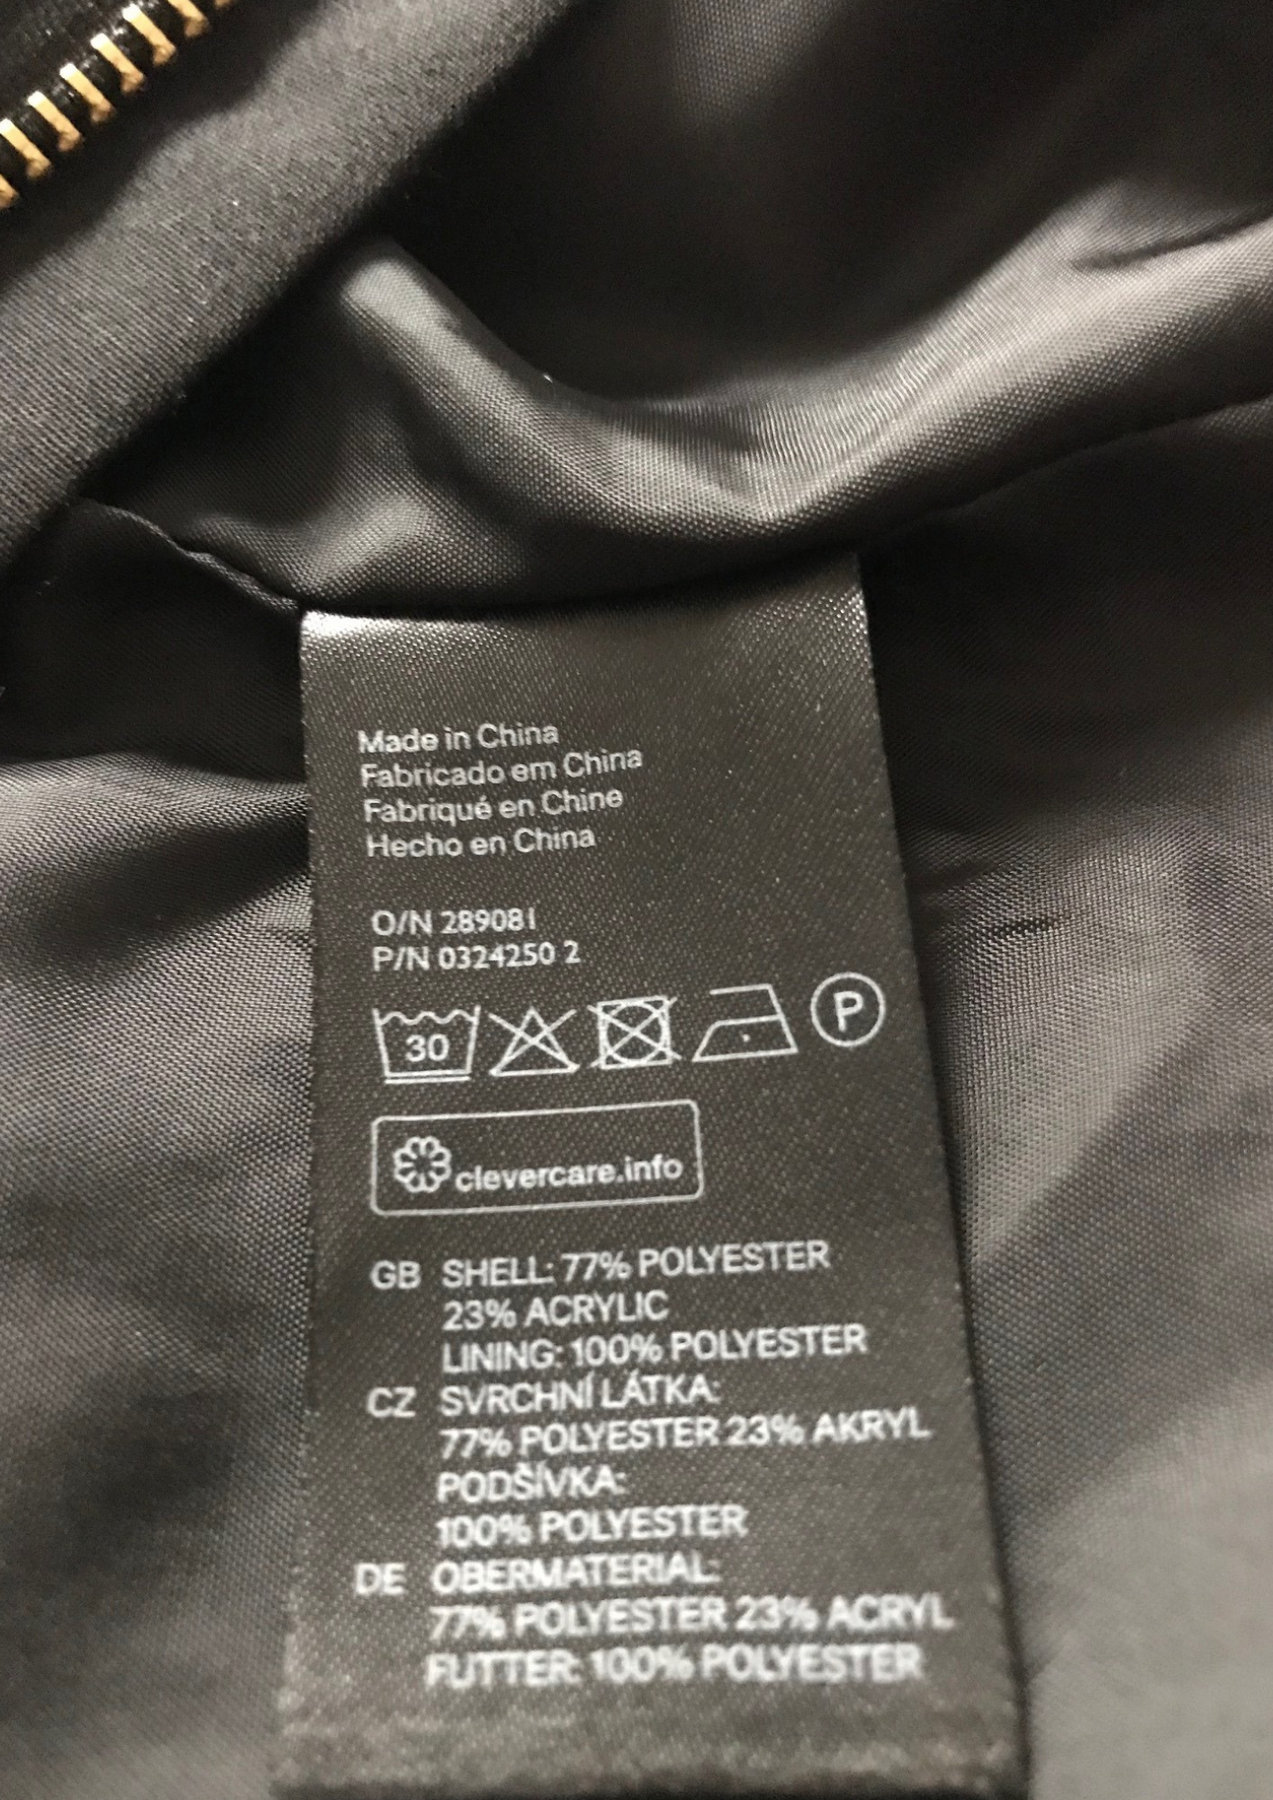 Made in China
Fabricado em China
Fabriqué en Chine
Hecho en China
O/N 289081
P/N 0324250 2
30 P
clevercare.info
GB SHELL: 77% POLYESTER
23% ACRYLIC
LINING: 100% POLYESTER
CZ SVRCHNÍ LÁTKA:
77% POLYESTER 23% AKRYL
PODŠÍVKA:
100% POLYESTER
DE OBERMATERIAL:
77% POLYESTER 23% ACRYL
FUTTER: 100% POLYESTER